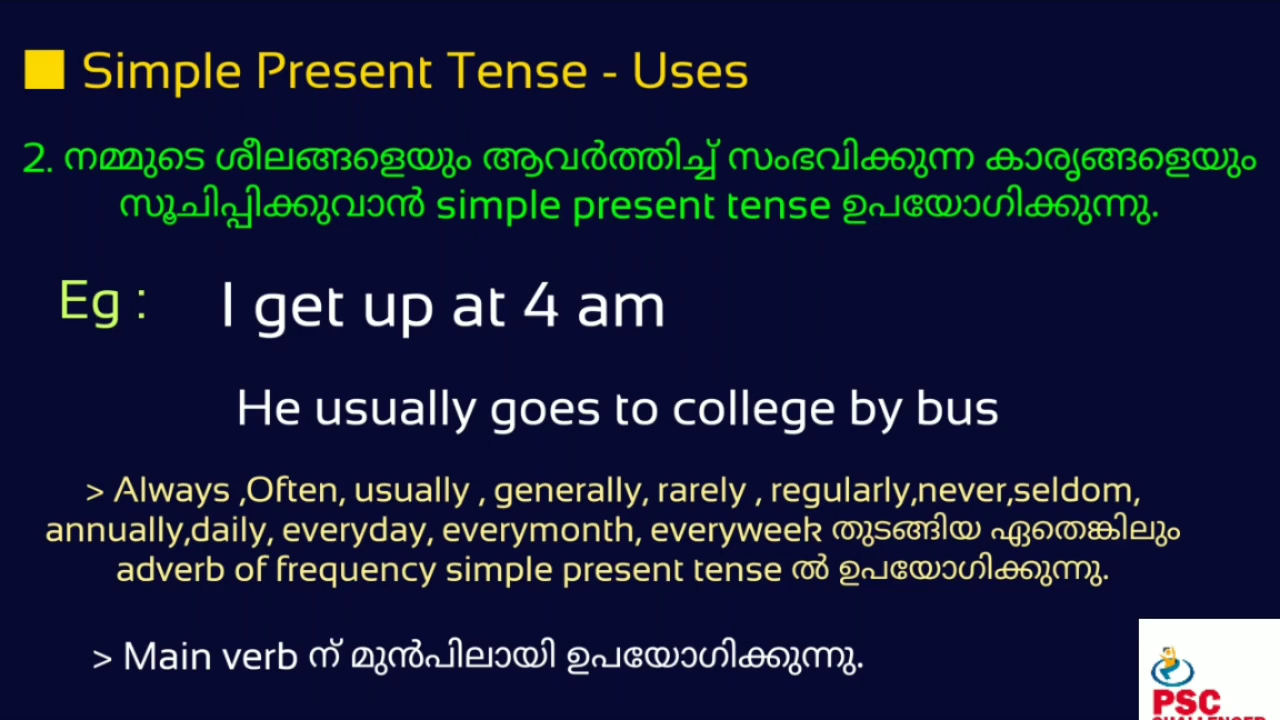 Simple Present Tense - Uses
2. നമ്മുടെ ശീലങ്ങളെയും ആവർത്തിച്ച് സംഭവിക്കുന്ന കാര്യങ്ങളെയും
സൂചിപ്പിക്കുവാൻ simple present tense ഉപയോഗിക്കുന്നു.
Eg : I get up at 4 am
He usually goes to college by bus
> Always ,Often, usually , generally, rarely , regularly,never,seldom,
annually,daily, everyday, everymonth, everyweek തുടങ്ങിയ ഏതെങ്കിലും
adverb of frequency simple present tense ൽ ഉപയോഗിക്കുന്നു.
> Main verb ന് മുൻപിലായി ഉപയോഗിക്കുന്നു.
PSC